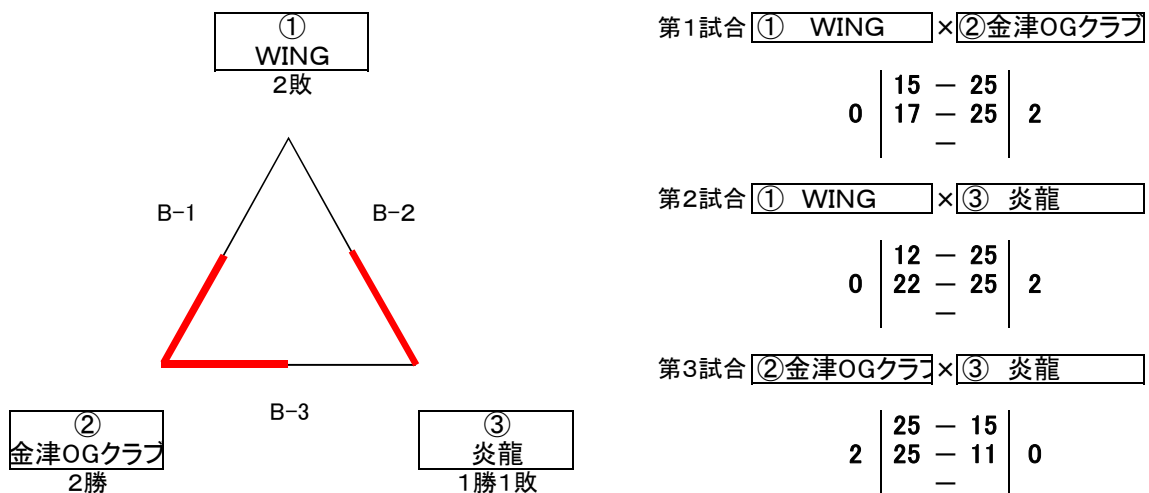 ①
WING
2敗
B-1
B-2
B-3
②
金津OGクラブ
2勝
③
炎龍
1勝1敗
第1試合 ① WING × ②金津OGクラブ
15 － 25
0 17 － 25 2
－
第2試合 ① WING × ③ 炎龍
12 － 25
0 22 － 25 2
－
第3試合 ②金津OGクラブ × ③ 炎龍
25 － 15
2 25 － 11 0
－